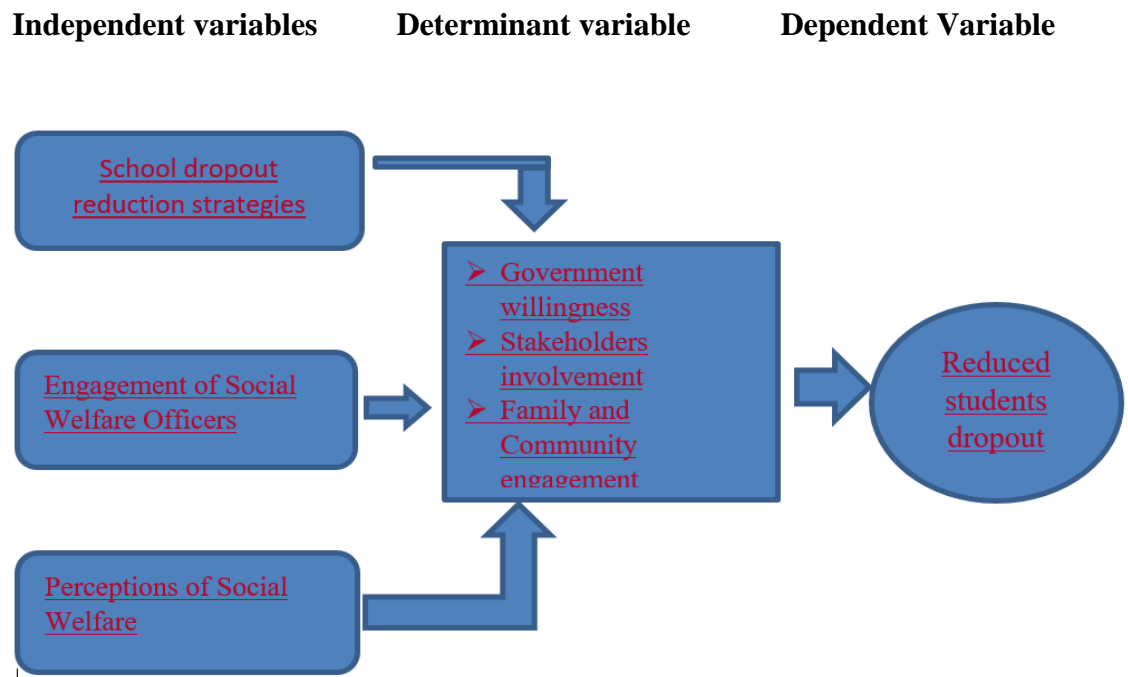 Independent variables
Determinant variable
Dependent Variable
School dropout
reduction strategies
Engagement of Social
Welfare Officers
Perceptions of Social
Welfare
➢ Government
willingness
➢ Stakeholders
involvement
➢ Family and
Community
engagement
Reduced
students
dropout